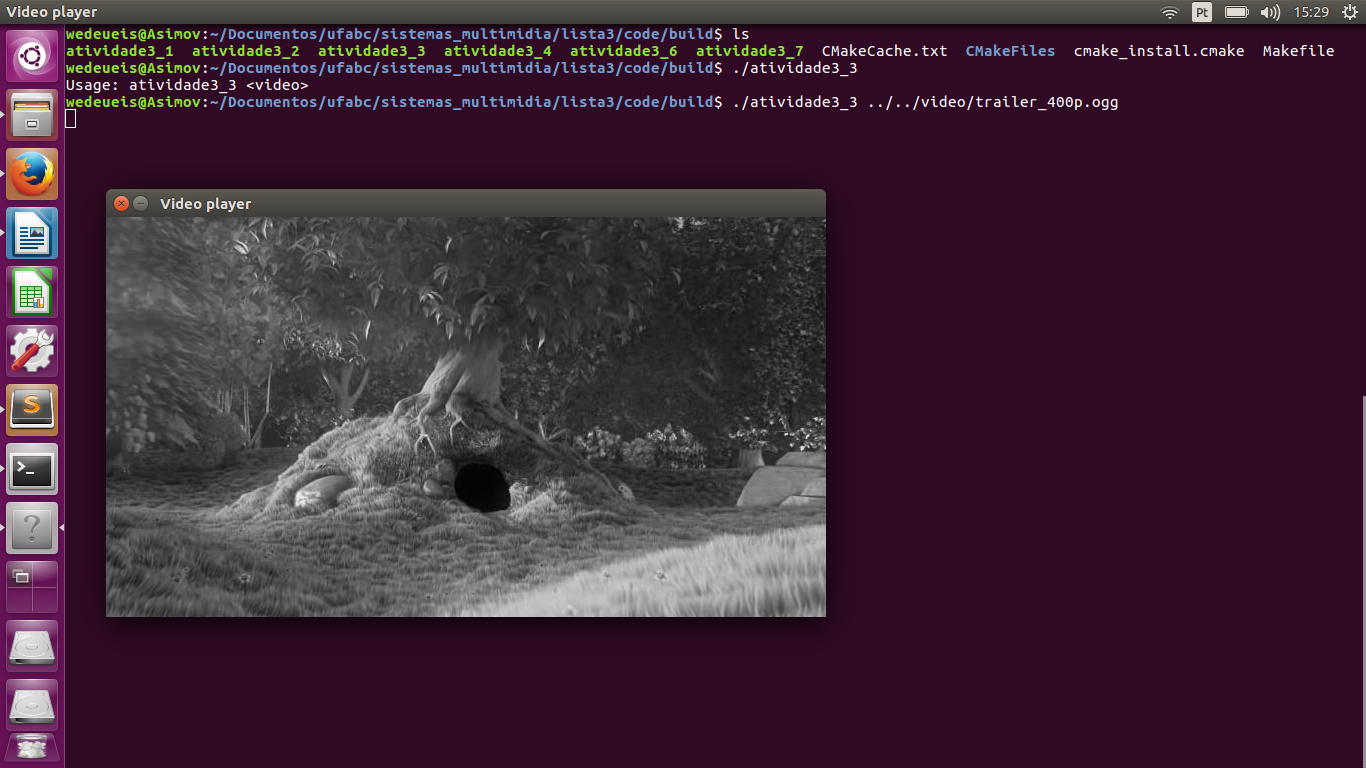 Video player
Pt
15:29
wedeueis@Asimov:~/Documentos/ufabc/sistemas_multimidia/lista3/code/build$ ls
atividade3_1 atividade3_2 atividade3_3 atividade3_4 atividade3_6 atividade3_7 CMakeCache.txt CMakeFiles cmake_install.cmake Makefile
wedeueis@Asimov:~/Documentos/ufabc/sistemas_multimidia/lista3/code/build$ ./atividade3_3
Usage: atividade3_3 <video>
wedeueis@Asimov:~/Documentos/ufabc/sistemas_multimidia/lista3/code/build$ ./atividade3_3 ../../video/trailer_400p.ogg
Video player
S
>_
?